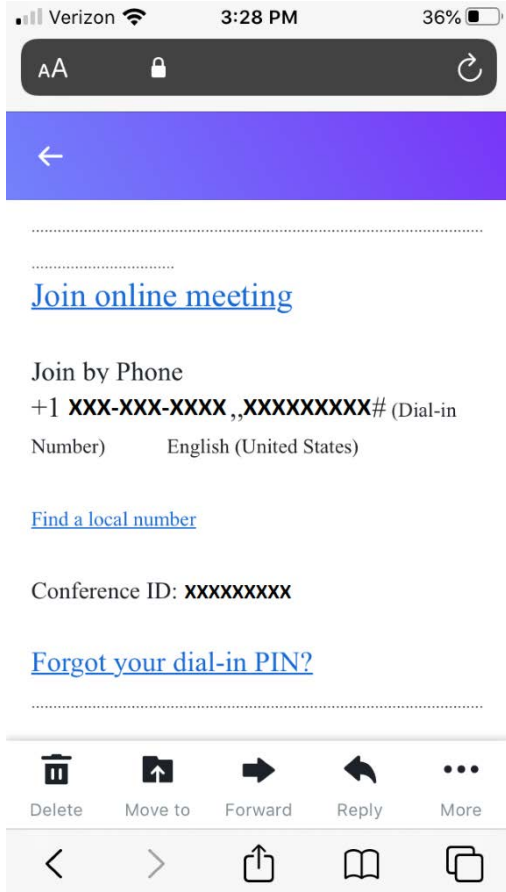 Verizon 3:28 PM 36%
AA
Join online meeting
Join by Phone
+1 XXX-XXX-XXXX ,,XXXXXXXXX# (Dial-in
Number) English (United States)
Find a local number
Conference ID: XXXXXXXXX
Forgot your dial-in PIN?
Delete Move to Forward Reply More